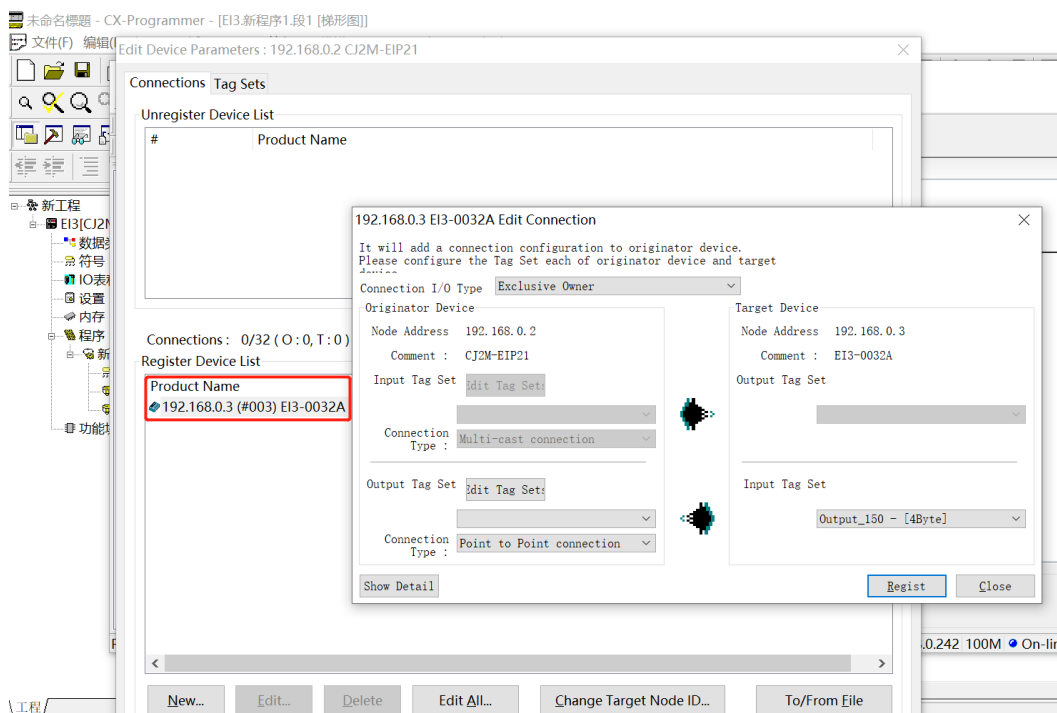 未命名標題 - CX-Programmer - [EI3.新程序1.段1 [梯形图]]
文件(F) 编辑(
Edit Device Parameters : 192.168.0.2 CJ2M-EIP21
Connections Tag Sets
Unregister Device List
# Product Name
新工程
EI3[CJ2M
数据类
符号
IO表
设置
内存
程序
新
功能块
192.168.0.3 EI3-0032A Edit Connection
It will add a connection configuration to originator device.
Please configure the Tag Set each of originator device and target
Connection I/O Type Exclusive Owner
Originator Device
Node Address 192.168.0.2
Comment : CJ2M-EIP21
Input Tag Set Edit Tag Sets
Connection Type : Multi-cast connection
Output Tag Set Edit Tag Sets
Connection Type : Point to Point connection
Target Device
Node Address 192.168.0.3
Comment : EI3-0032A
Output Tag Set
Input Tag Set
Output_150 - [4Byte]
Show Detail Regist Close
Connections : 0/32 ( O : 0, T : 0 )
Register Device List
Product Name
192.168.0.3 (#003) EI3-0032A
.0.242 100M On-lin
New... Edit... Delete Edit All... Change Target Node ID... To/From File
工程